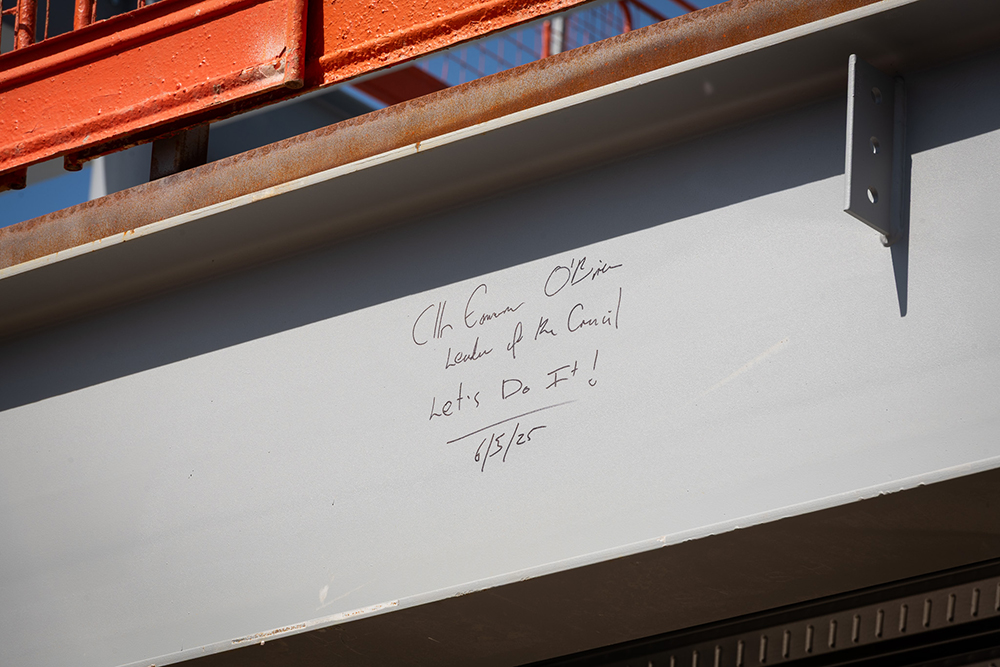 Cllr Eamonn O'Brien
Leader of the Council
Let's Do It!
6/5/25